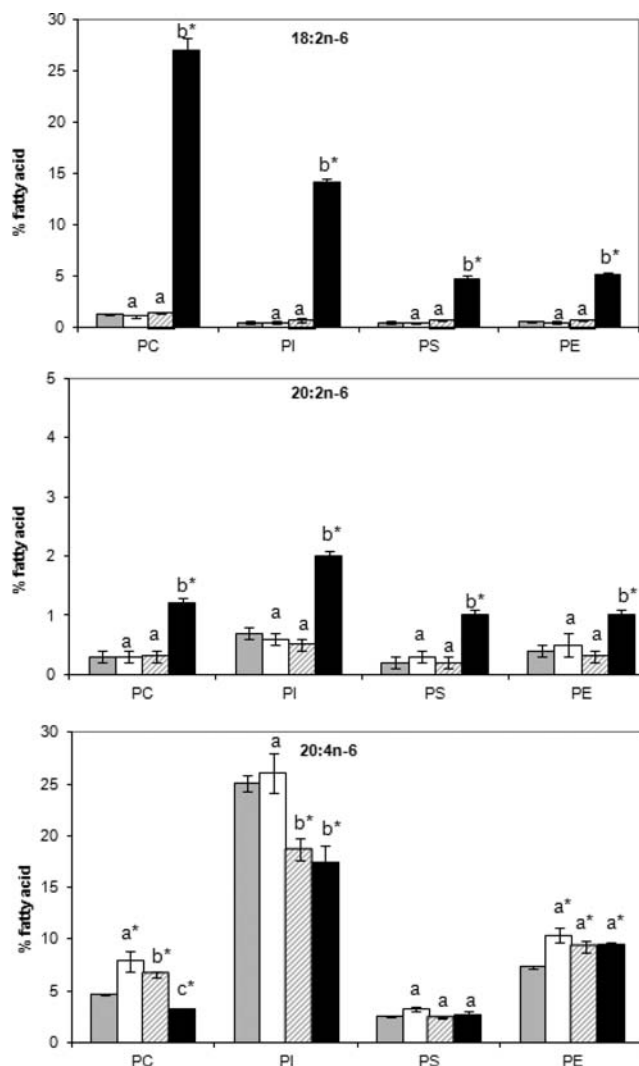 30
b*
18:2n-6
25
20
b*
15
% fatty acid
10
b*
b*
5
a
a
a
a
a
a
a
a
0
PC
PI
PS
PE
5
20:2n-6
4
3
b*
% fatty acid
2
b*
b*
b*
1
a
a
a
a
a
a
a
a
0
PC
PI
PS
PE
30
a
20:4n-6
25
b*
b*
20
% fatty acid
15
a*
a*
a*
10
a*
b*
c*
5
a
a
a
0
PC
PI
PS
PE